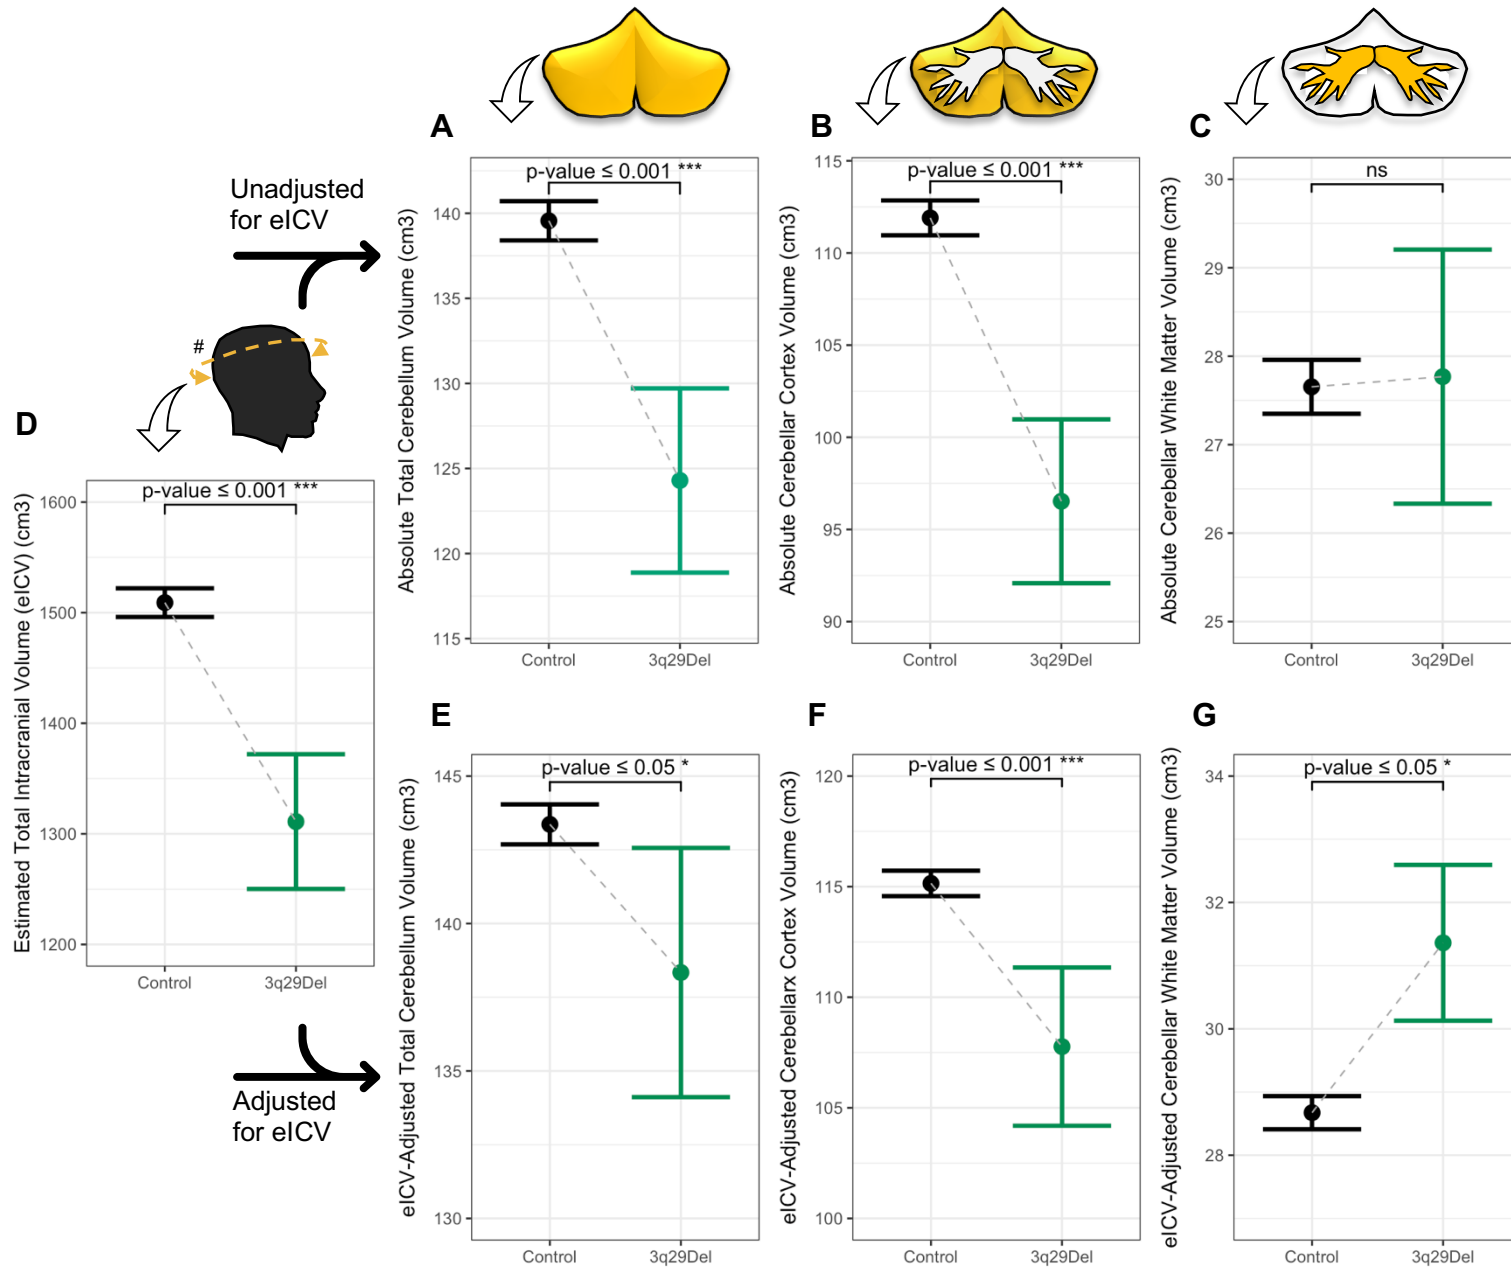 A
B
C
Unadjusted
for eICV
#
D
p-value ≤ 0.001 ***
Absolute Total Cerebellum Volume (cm3)
140
135
130
125
120
115
Control
3q29Del
p-value ≤ 0.001 ***
Absolute Cerebellar Cortex Volume (cm3)
115
110
105
100
95
90
Control
3q29Del
ns
Absolute Cerebellar White Matter Volume (cm3)
30
29
28
27
26
25
Control
3q29Del
p-value ≤ 0.001 ***
Estimated Total Intracranial Volume (eICV) (cm3)
1600
1500
1400
1300
1200
Control
3q29Del
Adjusted
for eICV
E
p-value ≤ 0.05 *
eICV-Adjusted Total Cerebellum Volume (cm3)
145
140
135
130
Control
3q29Del
F
p-value ≤ 0.001 ***
eICV-Adjusted Cerebellarx Cortex Volume (cm3)
120
115
110
105
100
Control
3q29Del
G
p-value ≤ 0.05 *
eICV-Adjusted Cerebellar White Matter Volume (cm3)
34
32
30
28
Control
3q29Del